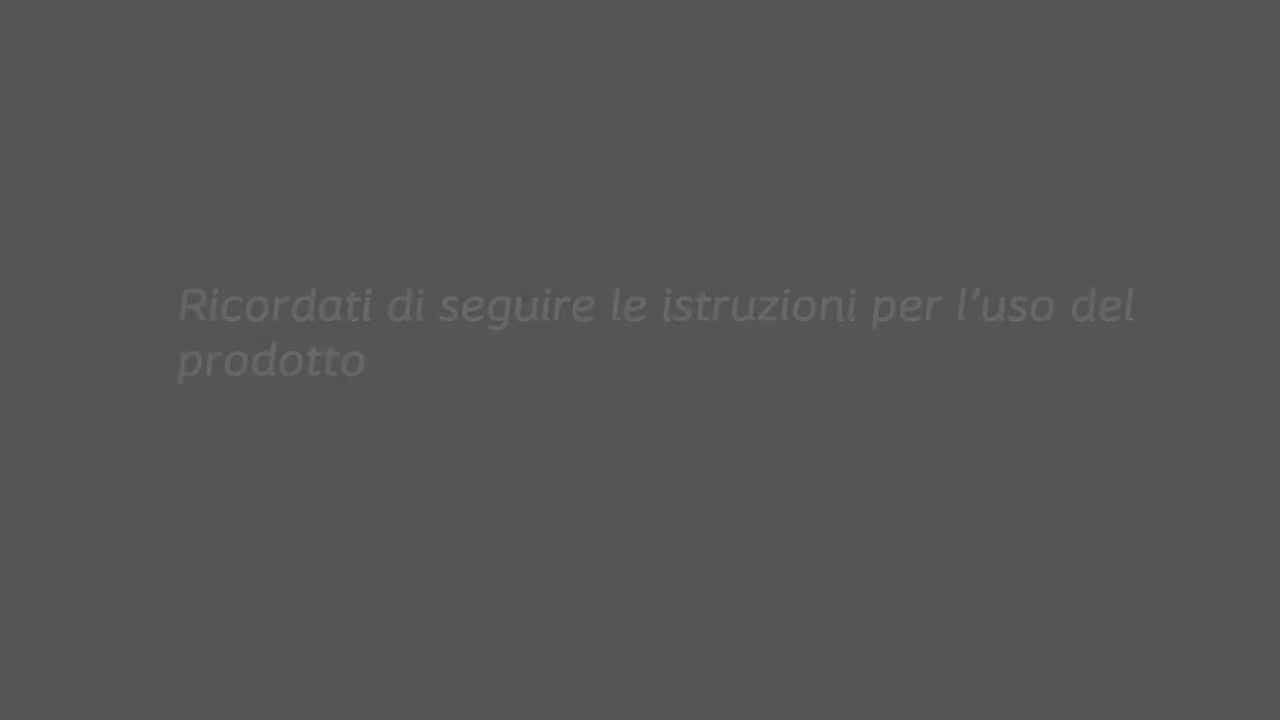 Ricordati di seguire le istruzioni per l’uso del
prodotto